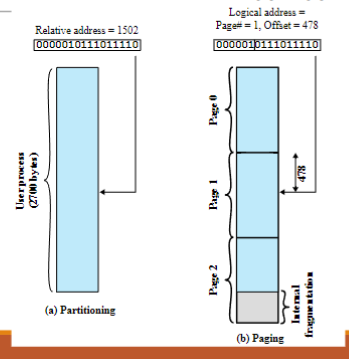 Relative address = 1502
0000010111011110
User process
(2700 bytes)
(a) Partitioning
Logical address =
Page# = 1, Offset = 478
0000010111011110
Page 0
Page 1
478
Page 2
Internal
fragmentation
(b) Paging